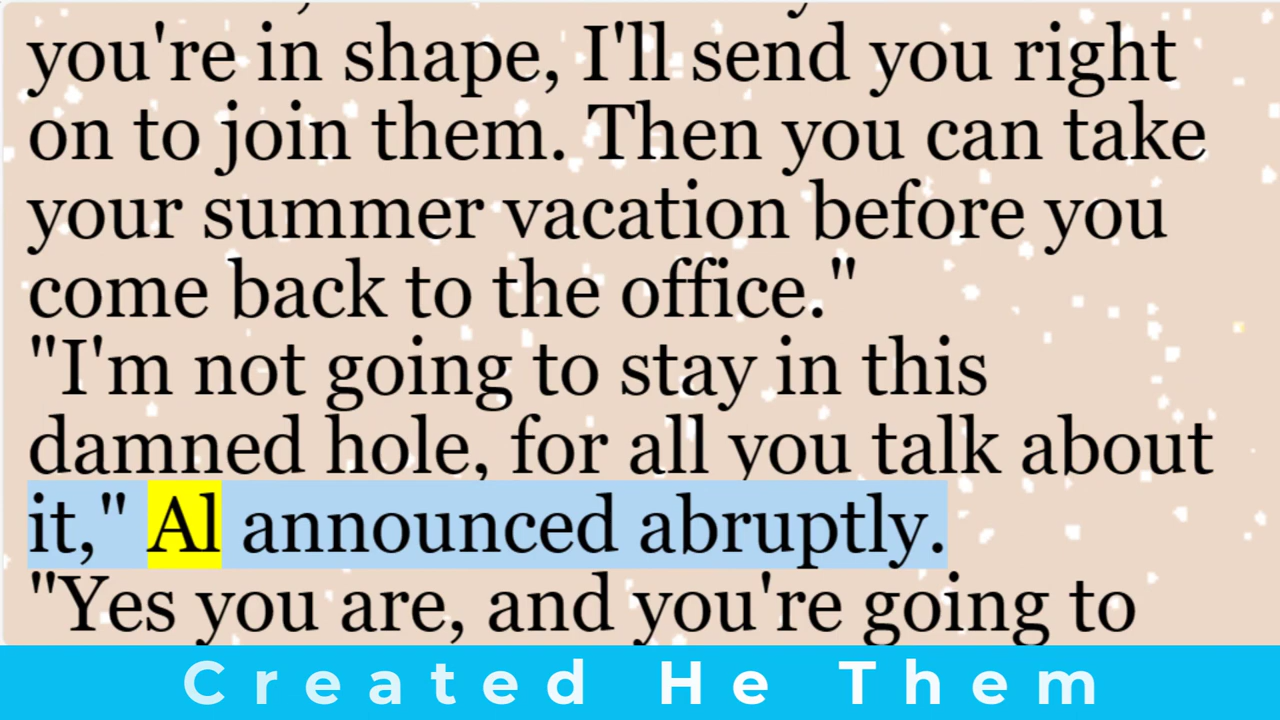 you're in shape, I'll send you right
on to join them. Then you can take
your summer vacation before you
come back to the office."
"I'm not going to stay in this
damned hole, for all you talk about
it," Al announced abruptly.
"Yes you are, and you're going to
Created He Them